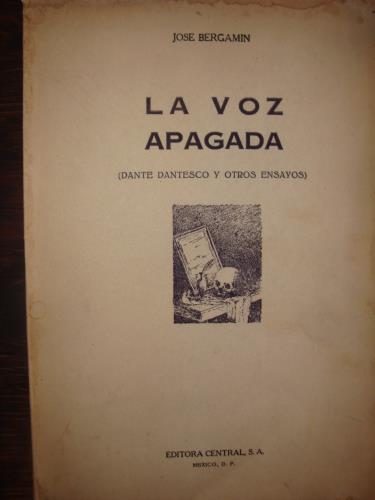 JOSE BERGAMIN
LA VOZ
APAGADA
(DANTE DANTESCO Y OTROS ENSAYOS)
EDITORA CENTRAL, S. A.
MEXICO, D. F.